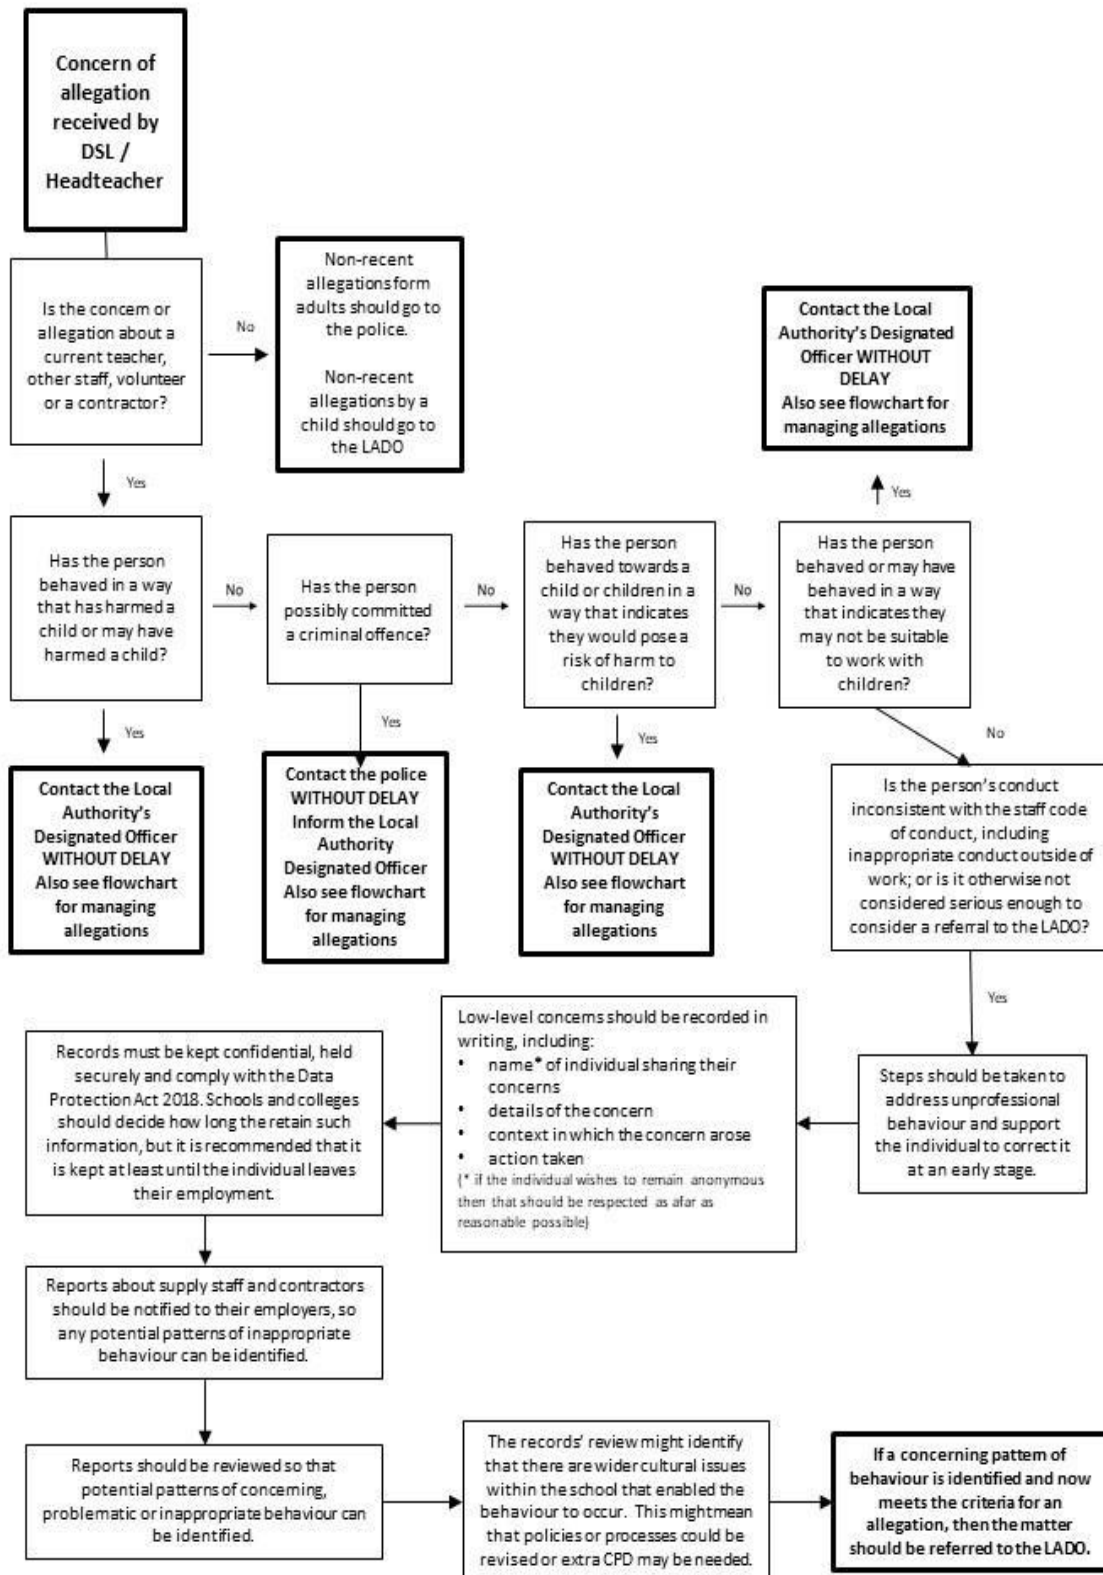 Concern of
allegation
received by
DSL /
Headteacher
Is the concern or
allegation about a
current teacher,
other staff, volunteer
or a contractor?
No
Non-recent
allegations form
adults should go to
the police.
Non-recent
allegations by a
child should go to
the LADO
Contact the Local
Authority's Designated
Officer WITHOUT
DELAY
Also see flowchart for
managing allegations
Yes
Yes
Has the person
behaved in a way
that has harmed a
child or may have
harmed a child?
No
Has the person
possibly committed
a criminal offence?
No
Has the person
behaved towards a
child or children in a
way that indicates
they would pose a
risk of harm to
children?
No
Has the person
behaved or may have
behaved in a way
that indicates they
may not be suitable
to work with
children?
Yes
Yes
Yes
No
Contact the Local
Authority's
Designated Officer
WITHOUT DELAY
Also see flowchart
for managing
allegations
Contact the police
WITHOUT DELAY
Inform the Local
Authority
Designated Officer
Also see flowchart
for managing
allegations
Contact the Local
Authority's
Designated Officer
WITHOUT DELAY
Also see flowchart
for managing
allegations
Is the person's conduct
inconsistent with the staff code
of conduct, including
inappropriate conduct outside of
work; or is it otherwise not
considered serious enough to
consider a referral to the LADO?
Yes
Steps should be taken to
address unprofessional
behaviour and support
the individual to correct it
at an early stage.
Low-level concerns should be recorded in
writing, including:
• name* of individual sharing their
concerns
• details of the concern
• context in which the concern arose
• action taken
(* if the individual wishes to remain anonymous
then that should be respected as afar as
reasonable possible)
Records must be kept confidential, held
securely and comply with the Data
Protection Act 2018. Schools and colleges
should decide how long the retain such
information, but it is recommended that it
is kept at least until the individual leaves
their employment.
Reports about supply staff and contractors
should be notified to their employers, so
any potential patterns of inappropriate
behaviour can be identified.
Reports should be reviewed so that
potential patterns of concerning,
problematic or inappropriate behaviour can
be identified.
The records' review might identify
that there are wider cultural issues
within the school that enabled the
behaviour to occur. This mightmean
that policies or processes could be
revised or extra CPD may be needed.
If a concerning pattern of
behaviour is identified and now
meets the criteria for an
allegation, then the matter
should be referred to the LADO.